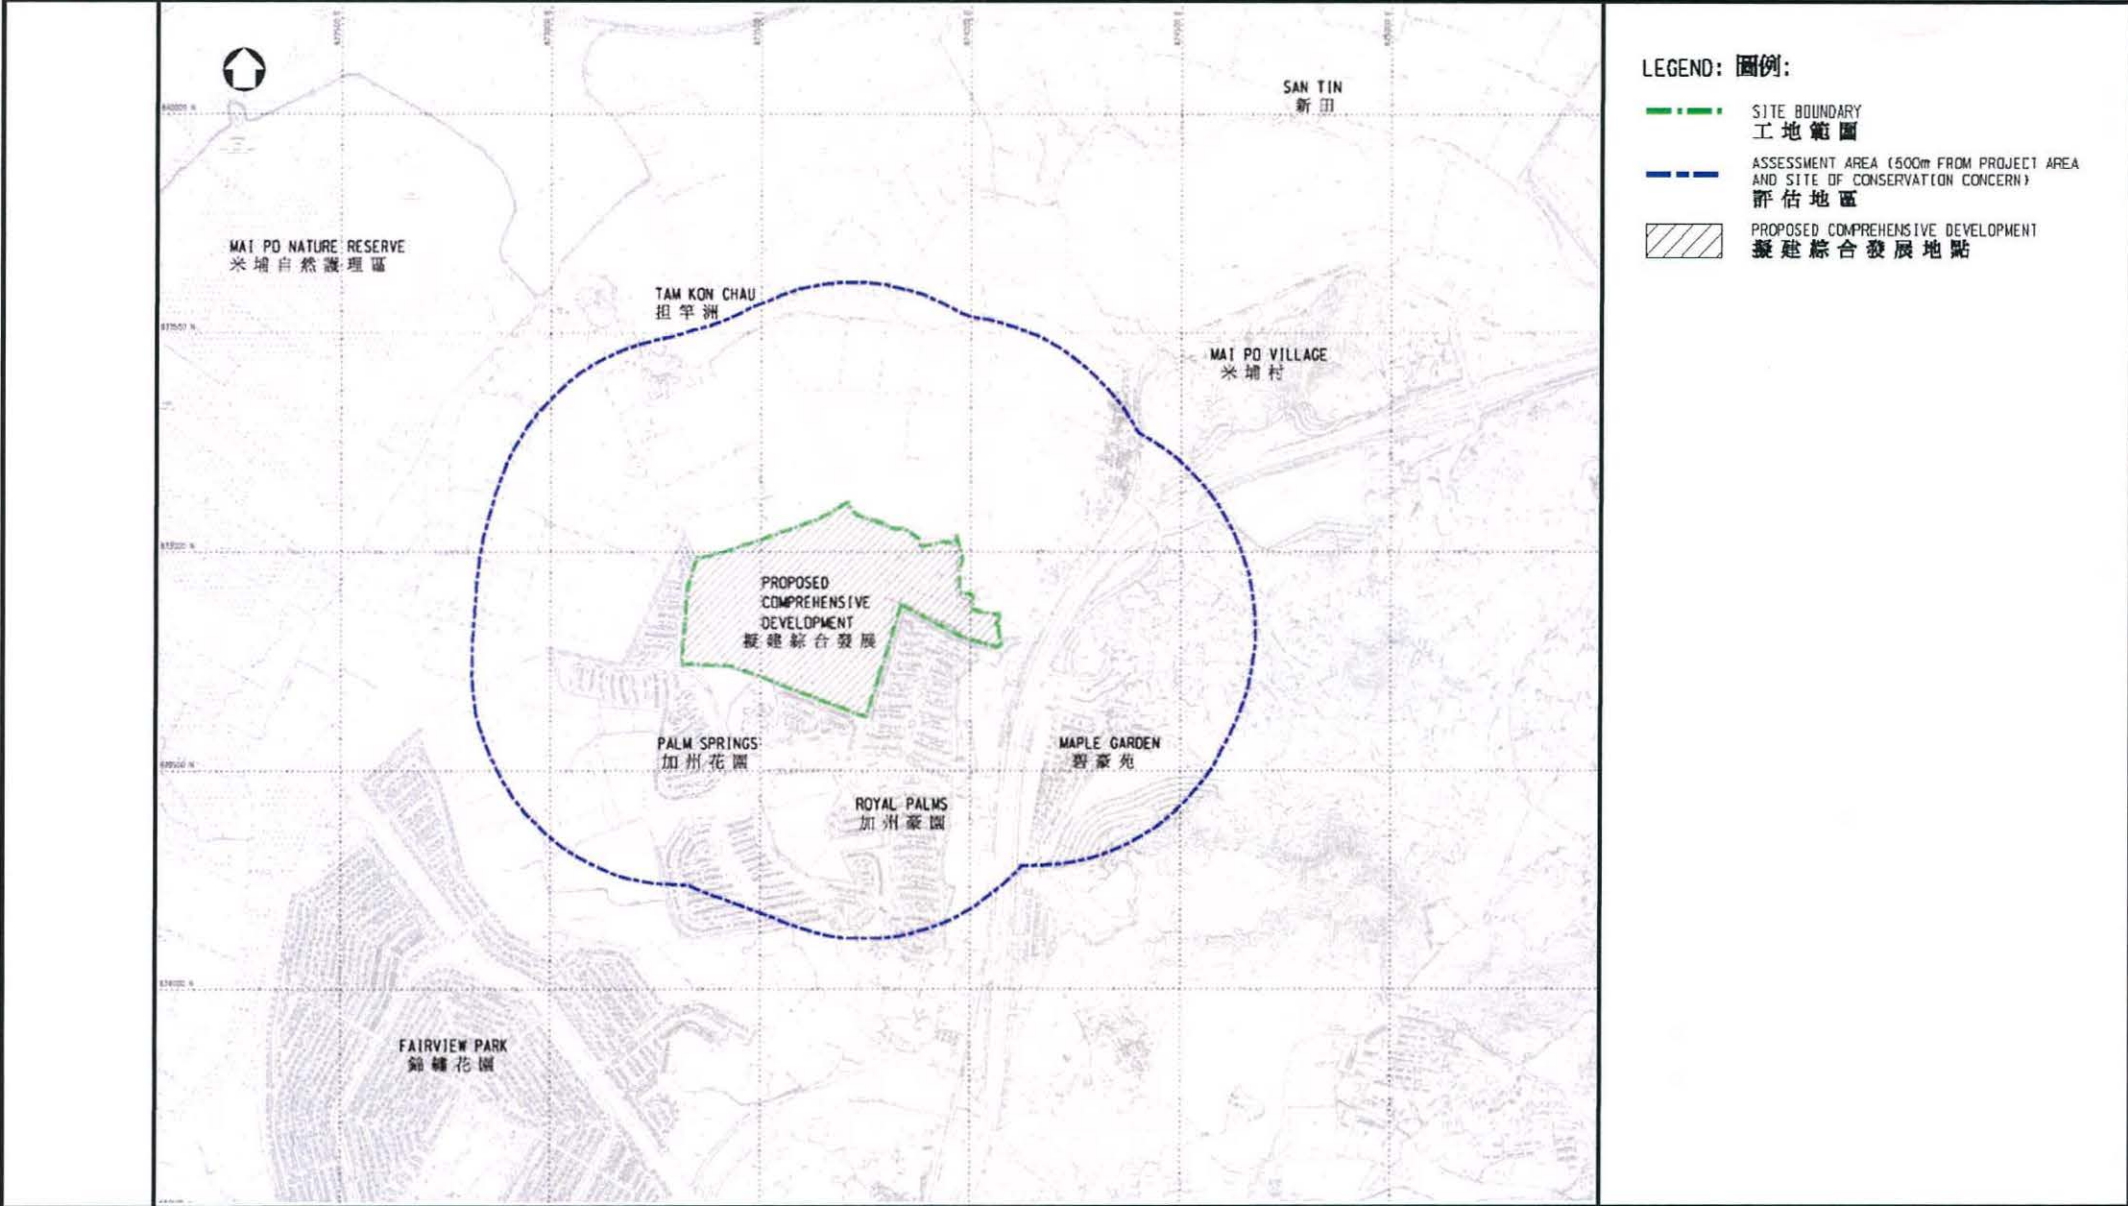 SAN TIN
新田
MAI PO NATURE RESERVE
米埔自然護理區
TAM KON CHAU
担竿洲
MAI PO VILLAGE
米埔村
PROPOSED
COMPREHENSIVE
DEVELOPMENT
擬建綜合發展
PALM SPRINGS
加州花園
MAPLE GARDEN
碧豪苑
ROYAL PALMS
加州豪園
FAIRVIEW PARK
錦繡花園
LEGEND: 圖例:
SITE BOUNDARY
工地範圍
ASSESSMENT AREA (500m FROM PROJECT AREA
AND SITE OF CONSERVATION CONCERN)
評估地區
PROPOSED COMPREHENSIVE DEVELOPMENT
擬建綜合發展地點